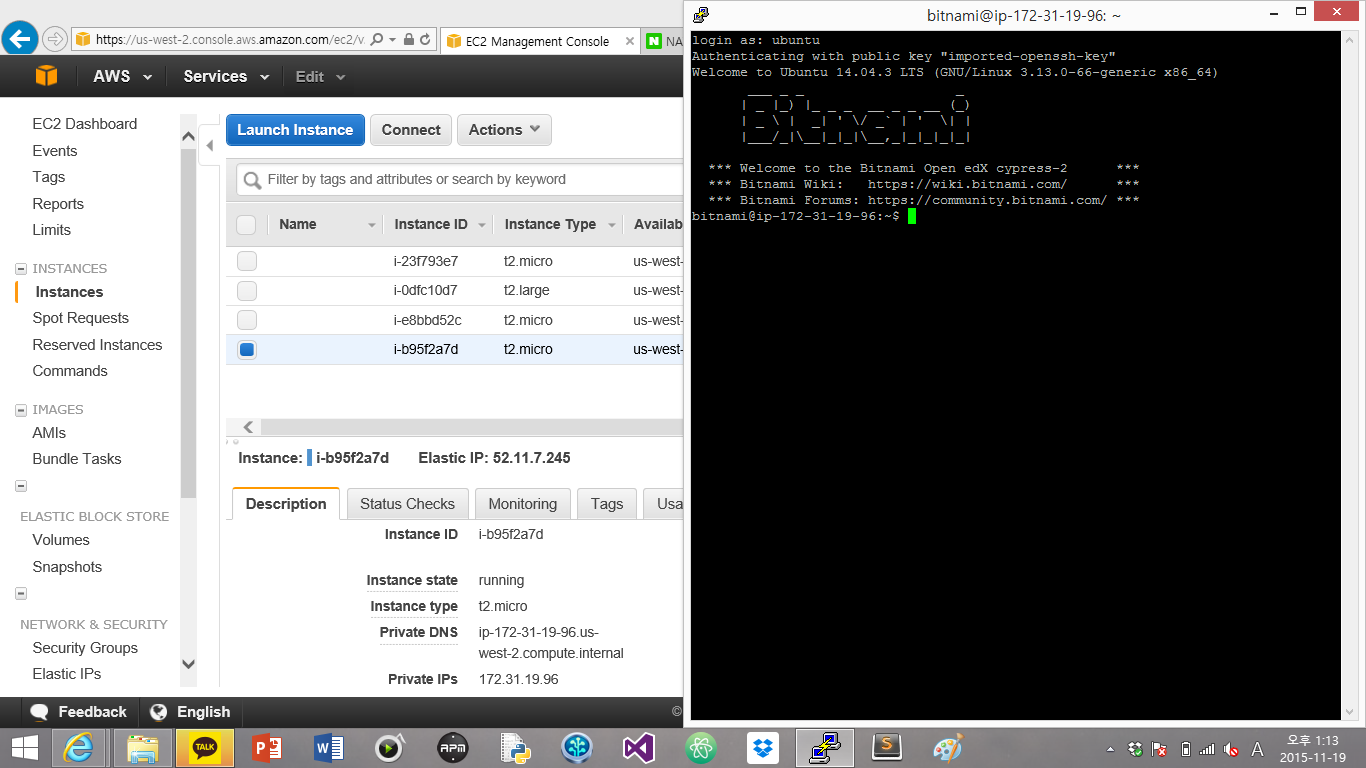 https://us-west-2.console.aws.amazon.com/ec2/v
EC2 Management Console
NA
AWS Services Edit
EC2 Dashboard
Events
Tags
Reports
Limits
INSTANCES
Instances
Spot Requests
Reserved Instances
Commands
IMAGES
AMIs
Bundle Tasks
ELASTIC BLOCK STORE
Volumes
Snapshots
NETWORK & SECURITY
Security Groups
Elastic IPs
Launch Instance Connect Actions
Filter by tags and attributes or search by keyword
Name Instance ID Instance Type Availab
i-23f793e7 t2.micro us-west-
i-0dfc10d7 t2.large us-west-
i-e8bbd52c t2.micro us-west-
i-b95f2a7d t2.micro us-west-
Instance: i-b95f2a7d Elastic IP: 52.11.7.245
Description Status Checks Monitoring Tags Usa
Instance ID i-b95f2a7d
Instance state running
Instance type t2.micro
Private DNS ip-172-31-19-96.us-
west-2.compute.internal
Private IPs 172.31.19.96
Feedback English ©
bitnami@ip-172-31-19-96: ~
login as: ubuntu
Authenticating with public key "imported-openssh-key"
Welcome to Ubuntu 14.04.3 LTS (GNU/Linux 3.13.0-66-generic x86_64)
Bitnami
*** Welcome to the Bitnami Open edX cypress-2 ***
*** Bitnami Wiki: https://wiki.bitnami.com/ ***
*** Bitnami Forums: https://community.bitnami.com/ ***
bitnami@ip-172-31-19-96:~$
TALK
APM
A
오후 1:13
2015-11-19